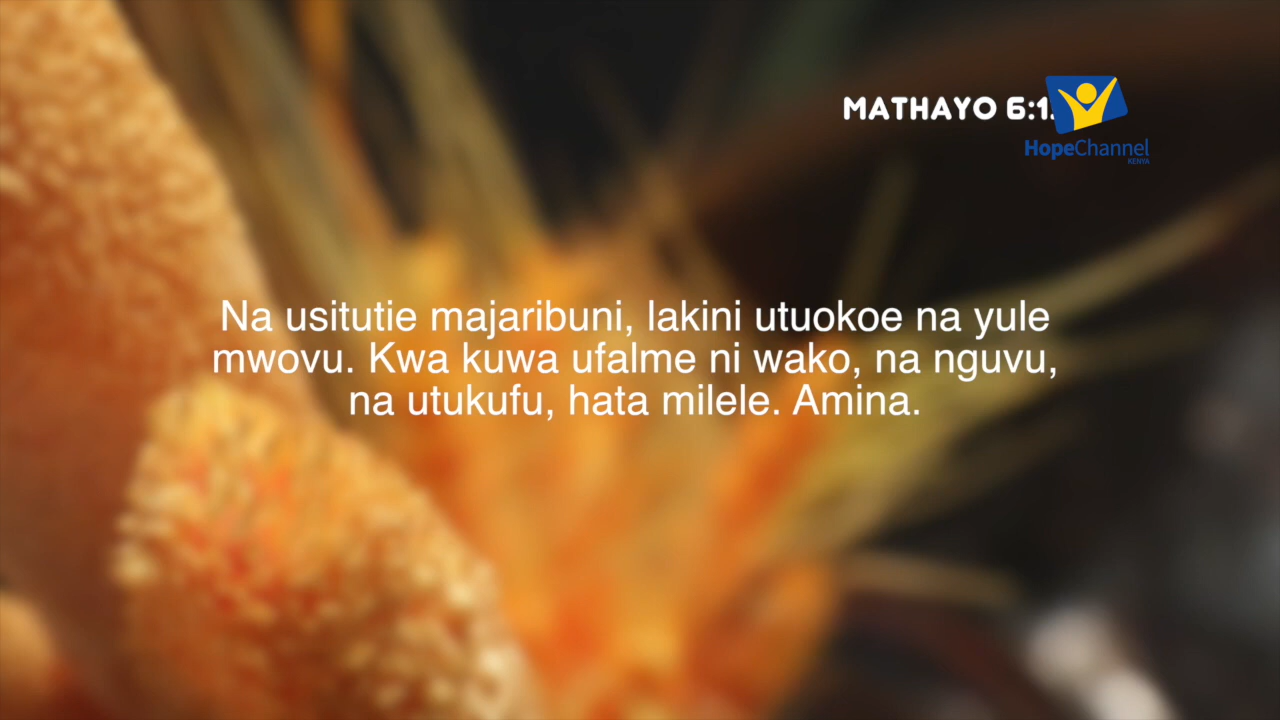 MATHAYO 6:1
HopeChannel
KENYA
Na usitutie majaribuni, lakini utuokoe na yule
mwovu. Kwa kuwa ufalme ni wako, na nguvu,
na utukufu, hata milele. Amina.